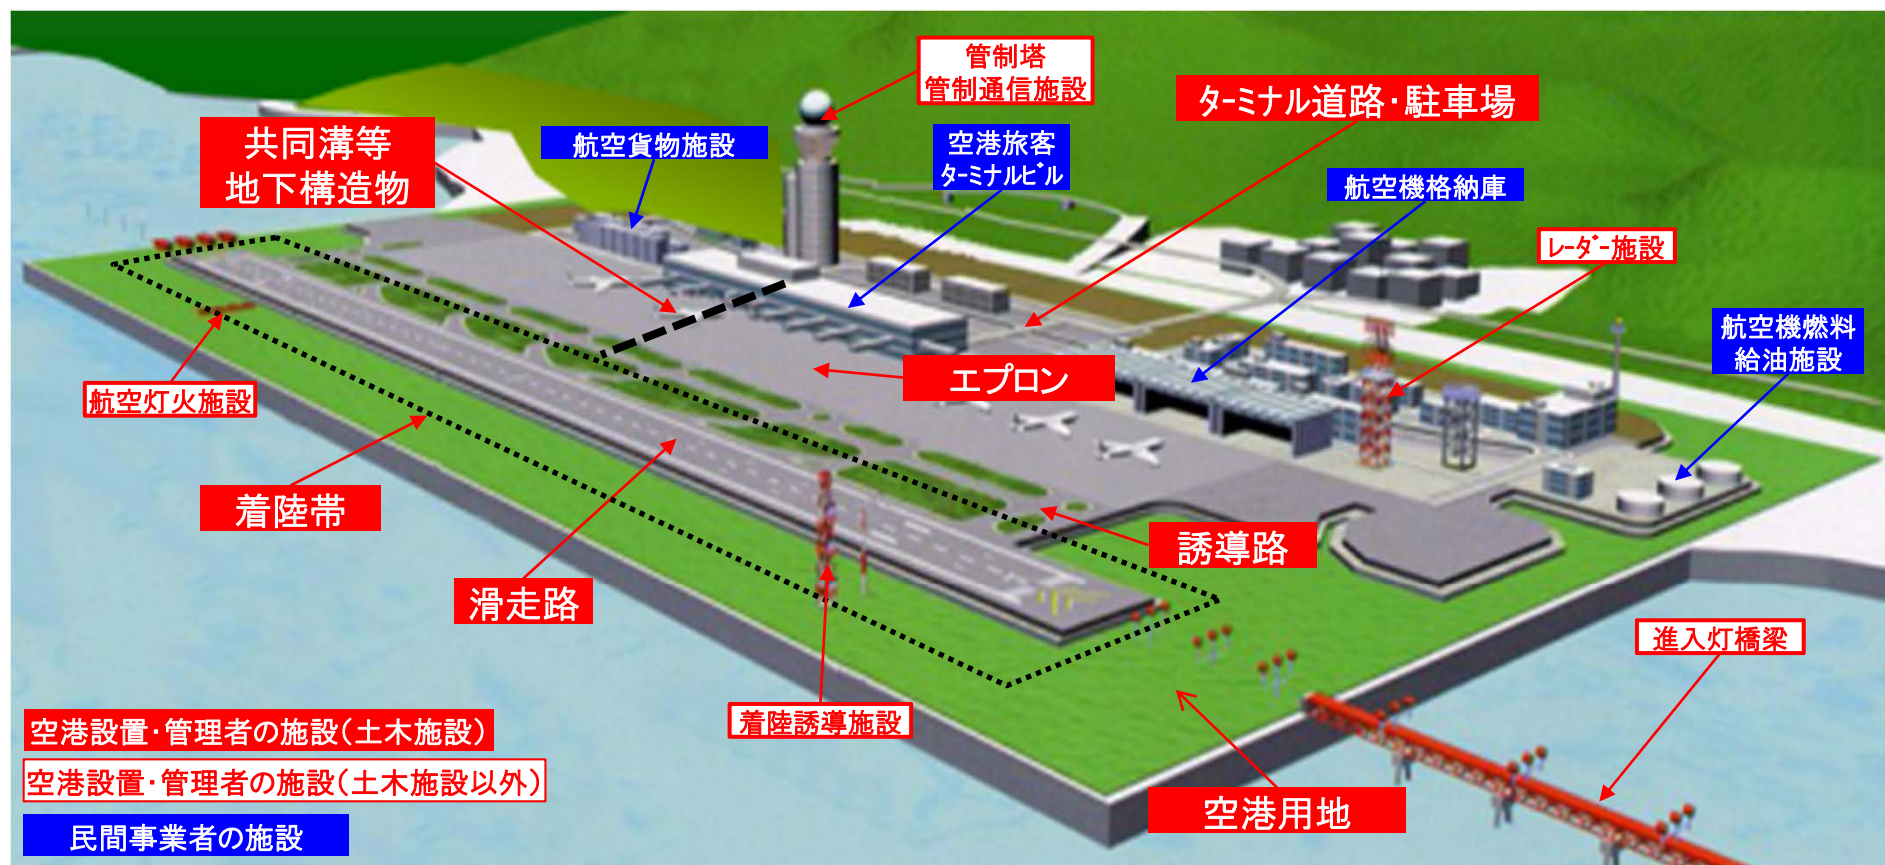 管制塔
管制通信施設
ﾀｰﾐﾅﾙ道路・駐車場
共同溝等
地下構造物
航空貨物施設
空港旅客
ﾀｰﾐﾅﾙﾋﾞﾙ
航空機格納庫
ﾚｰﾀﾞｰ施設
航空機燃料
給油施設
エプロン
航空灯火施設
着陸帯
誘導路
滑走路
進入灯橋梁
着陸誘導施設
空港用地
空港設置・管理者の施設（土木施設）
空港設置・管理者の施設（土木施設以外）
民間事業者の施設